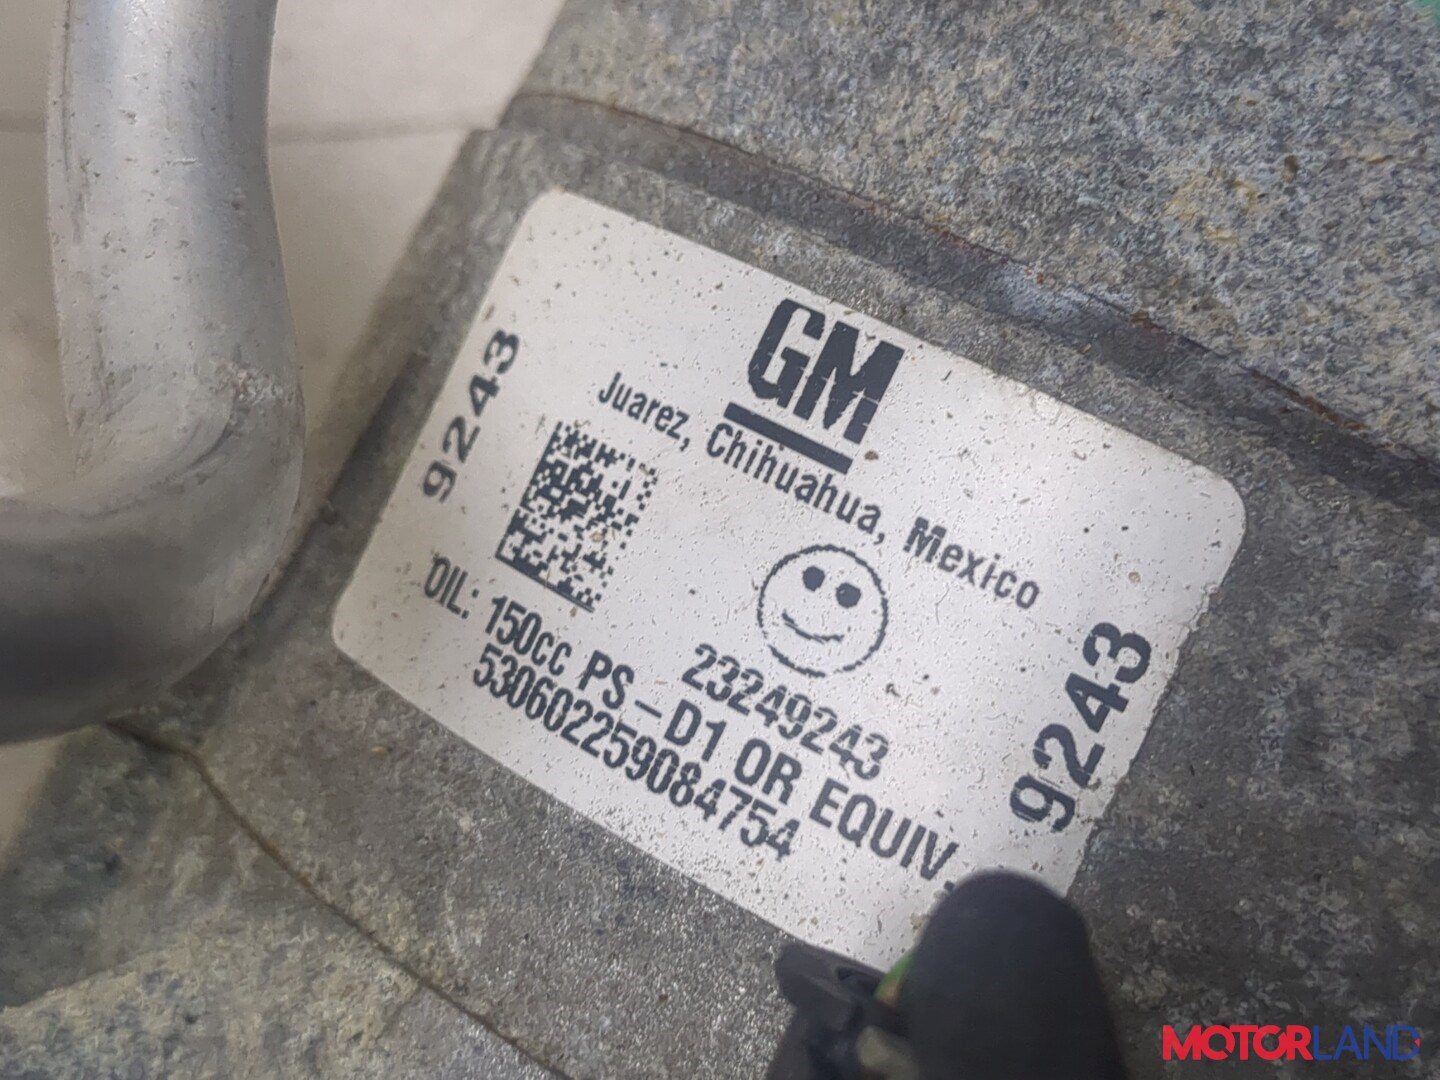 GM
Juarez, Chihuahua, Mexico
9243
23249243
OIL: 150CC PS-D1 OR EQUIV.
530602259084754
9243
MOTORLAND